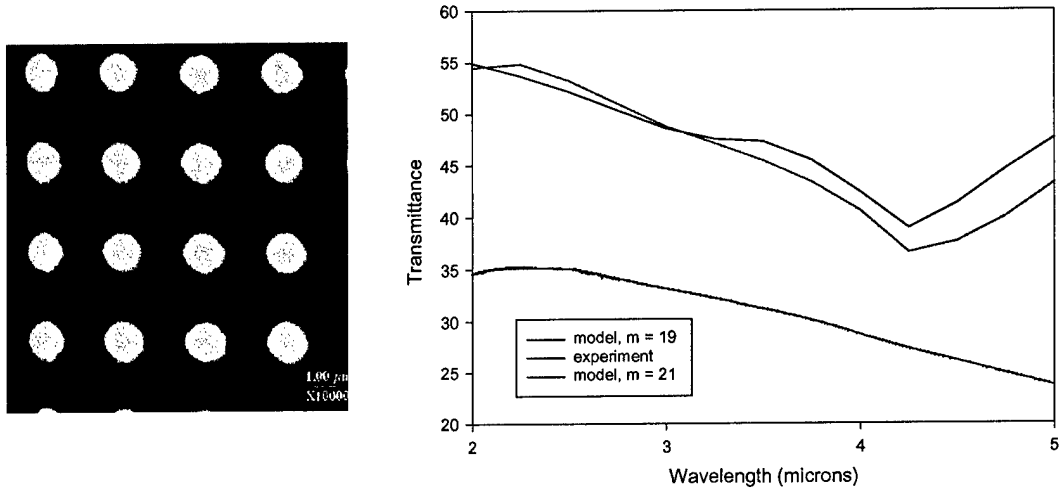 1.00 µm
X10000
Transmittance
60
55
50
45
40
35
30
25
20
model, m = 19
experiment
model, m = 21
2
3
4
5
Wavelength (microns)